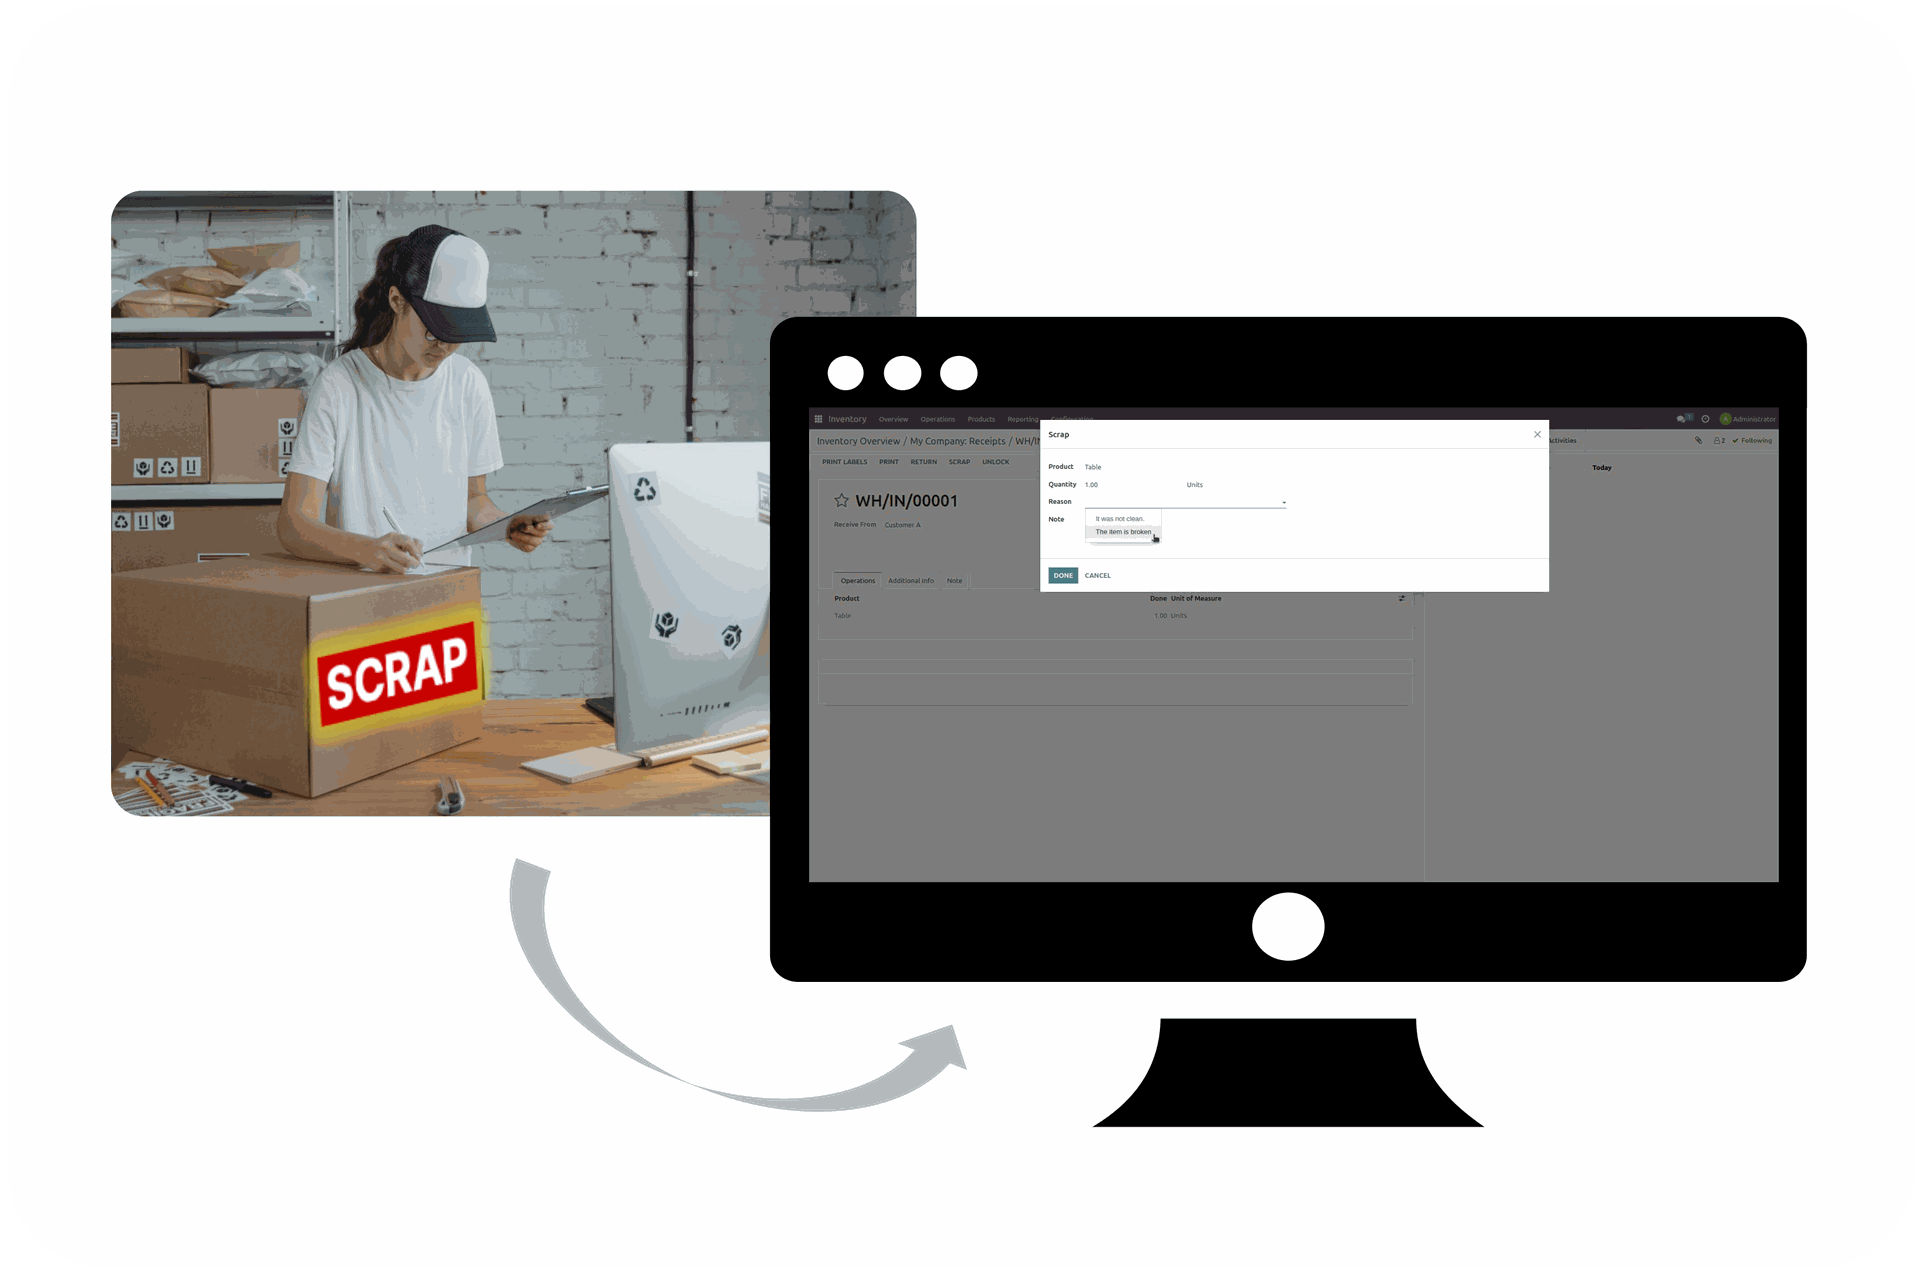 SCRAP
Inventory Overview Operations Products Reporting Configuration
Administrator
Inventory Overview / My Company: Receipts / WH/IN
Activities
2 Following
PRINT LABELS PRINT RETURN SCRAP UNLOCK
Today
WH/IN/00001
Receive From Customer A
Operations Additional Info Note
Product Done Unit of Measure
Table 1.00 Units
Scrap
Product Table
Quantity 1.00 Units
Reason
Note
It was not clean.
The item is broken
DONE CANCEL